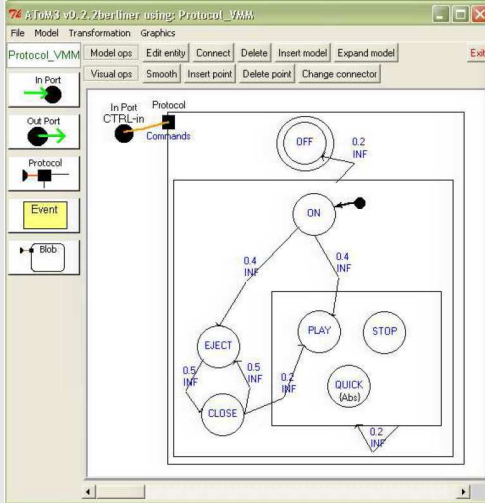 AToM3 v0.2.2berliner using: Protocol_VMM
File Model Transformation Graphics
Protocol_VMM
Model ops Edit entity Connect Delete Insert model Expand model Exit
Visual ops Smooth Insert point Delete point Change connector
In Port
Out Port
Protocol
Event
Blob
In Port
CTRL-in
Protocol
Commands
OFF
0.2
INF
ON
0.4
INF
0.4
INF
EJECT
PLAY
STOP
0.5
INF
0.5
INF
0.2
INF
QUICK
(Abs)
CLOSE
0.2
INF